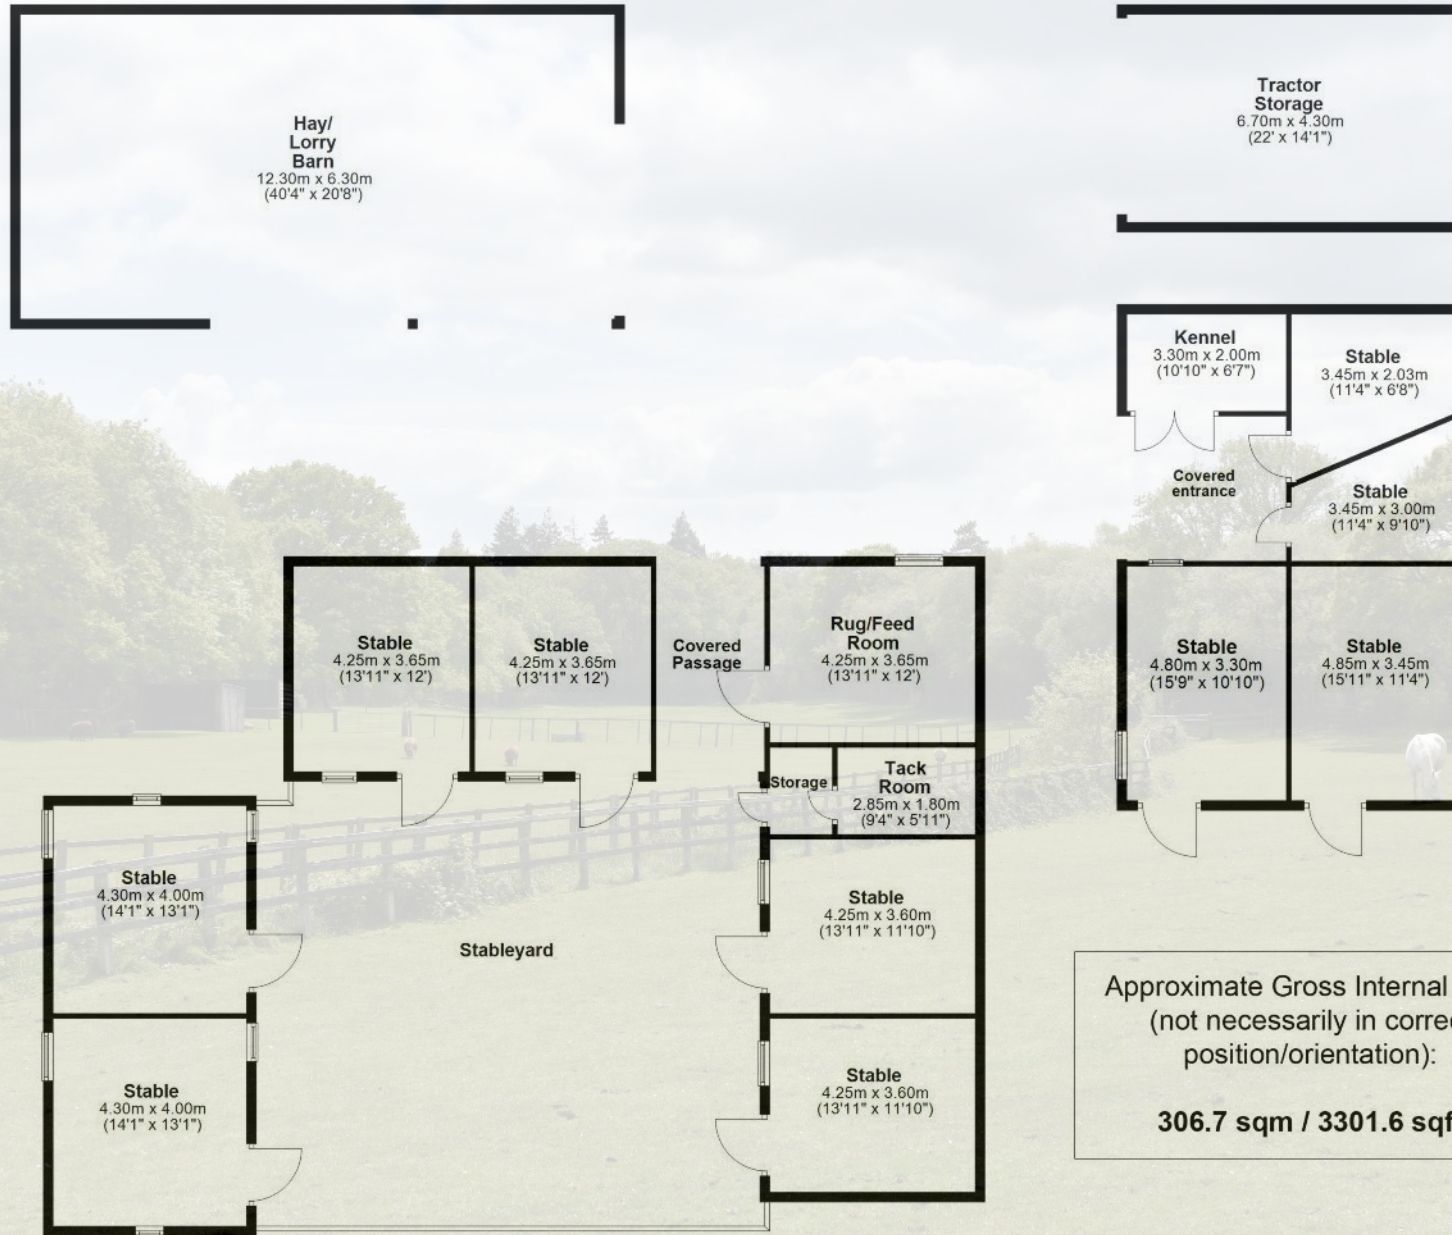 Hay/
Lorry
Barn
12.30m x 6.30m
(40'4" x 20'8")
Tractor
Storage
6.70m x 4.30m
(22' x 14'1")
Kennel
3.30m x 2.00m
(10'10" x 6'7")
Stable
3.45m x 2.03m
(11'4" x 6'8")
Covered
entrance
Stable
3.45m x 3.00m
(11'4" x 9'10")
Stable
4.25m x 3.65m
(13'11" x 12')
Stable
4.25m x 3.65m
(13'11" x 12')
Covered
Passage
Rug/Feed
Room
4.25m x 3.65m
(13'11" x 12')
Stable
4.80m x 3.30m
(15'9" x 10'10")
Stable
4.85m x 3.45m
(15'11" x 11'4")
Storage
Tack
Room
2.85m x 1.80m
(9'4" x 5'11")
Stable
4.30m x 4.00m
(14'1" x 13'1")
Stableyard
Stable
4.25m x 3.60m
(13'11" x 11'10")
Stable
4.30m x 4.00m
(14'1" x 13'1")
Stable
4.25m x 3.60m
(13'11" x 11'10")
Approximate Gross Internal
(not necessarily in correc
position/orientation):
306.7 sqm / 3301.6 sqf